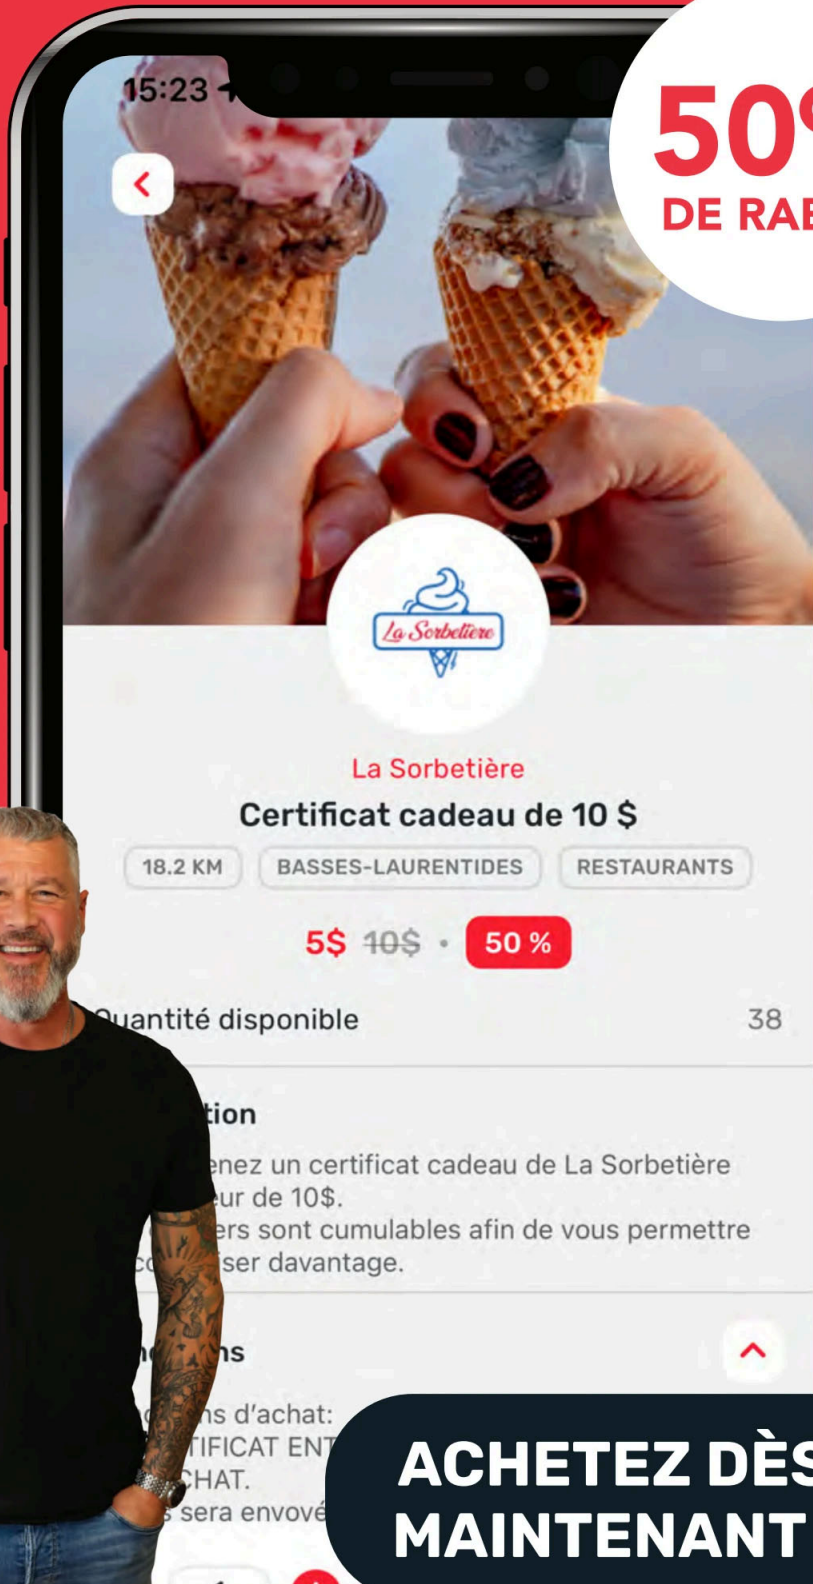 15:23
50
DE RAB
La Sorbetière
La Sorbetière
Certificat cadeau de 10 $
18.2 KM BASSES-LAURENTIDES RESTAURANTS
5$ 10$ • 50 %
Quantité disponible 38
tion
enez un certificat cadeau de La Sorbetière
eur de 10$.
ers sont cumulables afin de vous permettre
ser davantage.
ns
ns d'achat:
TIFICAT ENT
CHAT.
sera envoyé
ACHETEZ DÈS
MAINTENANT